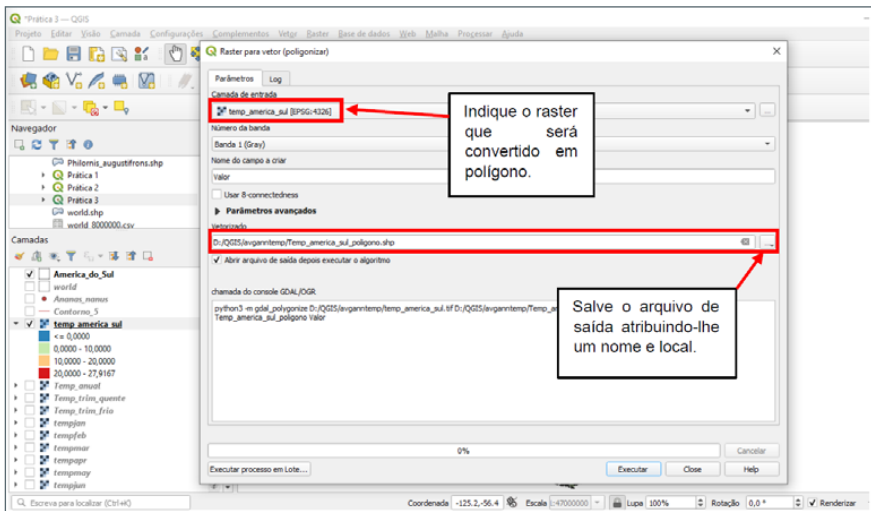 *Prática 3 — QGIS
Projeto Editar Visão Camada Configurações Complementos Vetor Raster Base de dados Web Malha Processar Ajuda
Raster para vetor (poligonizar)
Parâmetros Log
Camada de entrada
temp_america_sul [EPSG:4326]
Número da banda
Banda 1 (Gray)
Nome do campo a criar
Valor
Usar 8-connectedness
Parâmetros avançados
Vetorizado
D:/QGIS/avganntemp/Temp_america_sul_poligono.shp
Abrir arquivo de saída depois executar o algoritmo
chamada do console GDAL/OGR
python3 -m gdal_polygonize D:/QGIS/avganntemp/temp_america_sul.tif D:/QGIS/avganntemp/Temp_
Temp_america_sul_poligono Valor
0%
Cancelar
Executar processo em Lote...
Executar Close Help
Indique o raster
que será
convertido em
polígono.
Salve o arquivo de
saída atribuindo-lhe
um nome e local.
Navegador
Philornis_augustifrons.shp
Prática 1
Prática 2
Prática 3
world.shp
world_8000000.csv
Camadas
America_do_Sul
world
Ananas_nanus
Contorno_5
temp_america_sul
<= 0,0000
0,0000 - 10,0000
10,0000 - 20,0000
20,0000 - 27,9167
Temp_anual
Temp_trim_quente
Temp_trim_frio
tempjan
tempfeb
tempmar
tempapr
tempmay
tempjun
Escreva para localizar (Ctrl+K)
Coordenada -125.2,-56.4 Escala 1:47000000 Lupa 100% Rotação 0,0 ° Renderizar